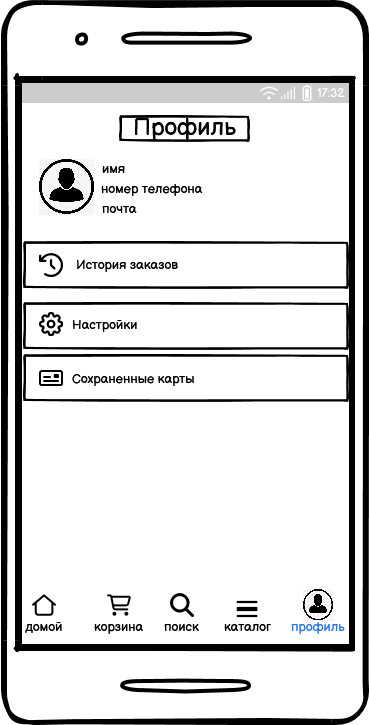 17:32
Профиль
имя
номер телефона
почта
История заказов
Настройки
Сохраненные карты
домой корзина поиск каталог профиль